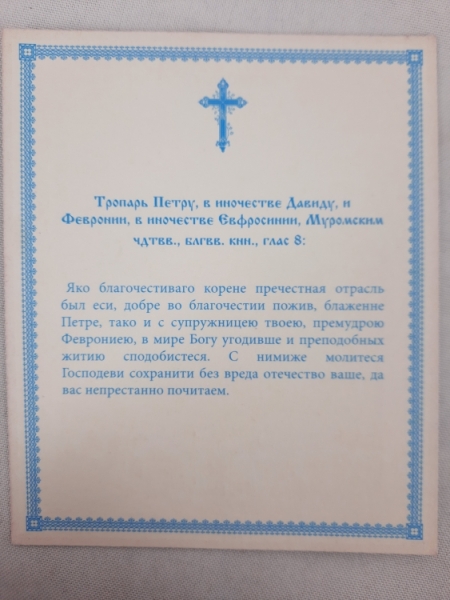 Тропарь Петру, в иночестве Давиду, и
Февронии, в иночестве Евфросинии, Муромским
чдтвв., блгвв. кнн., глас 8:
Яко благочестиваго корене пречестная отрасль
был еси, добре во благочестии пожив, блаженне
Петре, тако и с супружницею твоею, премудрою
Феврониею, в мире Богу угодивше и преподобных
житию сподобистеся. С нимиже молитеся
Господеви сохранити без вреда отечество ваше, да
вас непрестанно почитаем.